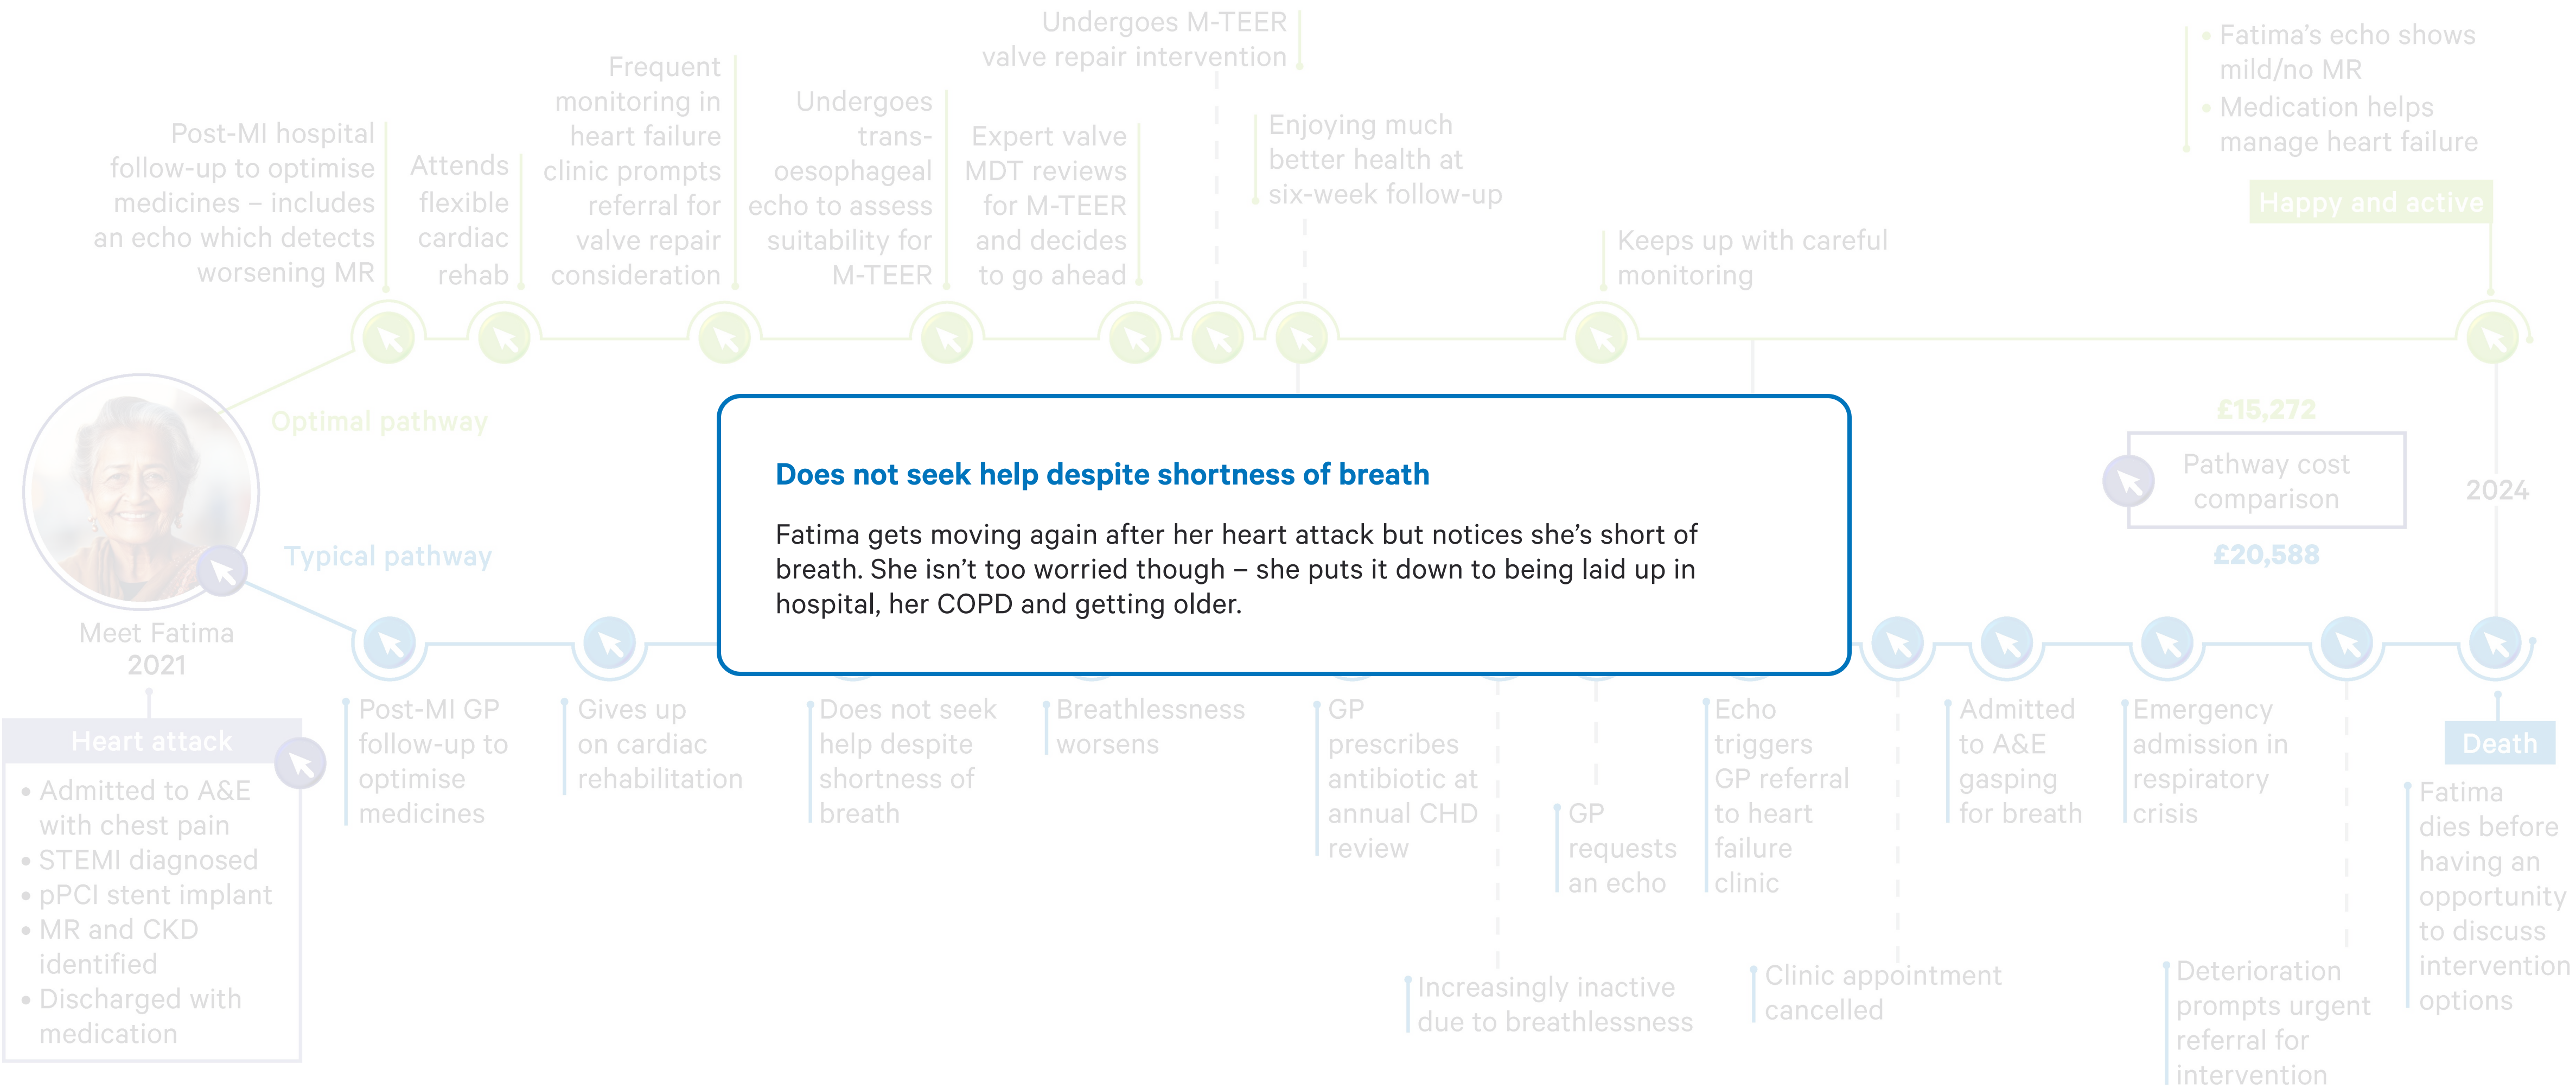 Undergoes M-TEER
valve repair intervention
Frequent
monitoring in
heart failure
clinic prompts
referral for
valve repair
consideration
Undergoes
trans-
oesophageal
echo to assess
suitability for
M-TEER
Post-MI hospital
follow-up to optimise
medicines – includes
an echo which detects
worsening MR
Attends
flexible
cardiac
rehab
Expert valve
MDT reviews
for M-TEER
and decides
to go ahead
Enjoying much
better health at
six-week follow-up
Keeps up with careful
monitoring
• Fatima’s echo shows
mild/no MR
• Medication helps
manage heart failure
Happy and active
Optimal pathway
Typical pathway
Does not seek help despite shortness of breath
Fatima gets moving again after her heart attack but notices she’s short of
breath. She isn’t too worried though – she puts it down to being laid up in
hospital, her COPD and getting older.
£15,272
Pathway cost
comparison
£20,588
2024
Meet Fatima
2021
Heart attack
• Admitted to A&E
with chest pain
• STEMI diagnosed
• pPCI stent implant
• MR and CKD
identified
• Discharged with
medication
Post-MI GP
follow-up to
optimise
medicines
Gives up
on cardiac
rehabilitation
Does not seek
help despite
shortness of
breath
Breathlessness
worsens
GP
prescribes
antibiotic at
annual CHD
review
Increasingly inactive
due to breathlessness
GP
requests
an echo
Echo
triggers
GP referral
to heart
failure
clinic
Clinic appointment
cancelled
Admitted
to A&E
gasping
for breath
Emergency
admission in
respiratory
crisis
Deterioration
prompts urgent
referral for
intervention
Death
Fatima
dies before
having an
opportunity
to discuss
intervention
options